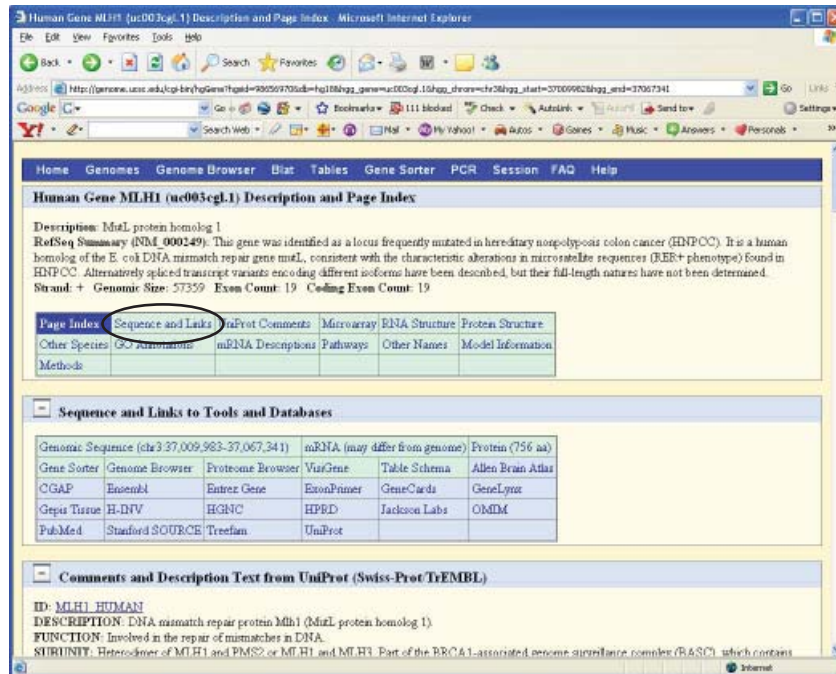 Human Gene MLH1 (uc003cgl.1) Description and Page Index - Microsoft Internet Explorer
File Edit View Favorites Tools Help
Back Search Favorites
Address Go Links
Google Go Bookmarks 111 blocked Check AutoLink Send to Settings
Y! Search Web Mail My Yahoo! Autos Games Music Answers Personals
Home Genomes Genome Browser Blat Tables Gene Sorter PCR Session FAQ Help
Human Gene MLH1 (uc003cgl.1) Description and Page Index
Description: MutL protein homolog 1
RefSeq Summary (NM_000249): This gene was identified as a locus frequently mutated in hereditary nonpolyposis colon cancer (HNPCC). It is a human
homolog of the E. coli DNA mismatch repair gene mutL, consistent with the characteristic alterations in microsatellite sequences (RER+ phenotype) found in
HNPCC. Alternatively spliced transcript variants encoding different isoforms have been described, but their full-length natures have not been determined.
Strand: + Genomic Size: 57359 Exon Count: 19 Coding Exon Count: 19
Page Index Sequence and Links UniProt Comments Microarray RNA Structure Protein Structure
Other Species GO Annotations mRNA Descriptions Pathways Other Names Model Information
Methods
Sequence and Links to Tools and Databases
Genomic Sequence (chr3:37,009,983-37,067,341) mRNA (may differ from genome) Protein (756 aa)
Gene Sorter Genome Browser Proteome Browser VisiGene Table Schema Allen Brain Atlas
CGAP Ensembl Entrez Gene ExonPrimer GeneCards GeneLynx
Gepis Tissue H-INV HGNC HPRD Jackson Labs OMIM
PubMed Stanford SOURCE Treefam UniProt
Comments and Description Text from UniProt (Swiss-Prot/TrEMBL)
ID: MLH1_HUMAN
DESCRIPTION: DNA mismatch repair protein Mlh1 (MutL protein homolog 1).
FUNCTION: Involved in the repair of mismatches in DNA.
SUBUNIT: Heterodimer of MLH1 and PMS2 or MLH1 and MLH3. Part of the BRCA1-associated genome surveillance complex (BASC), which contains
Internet